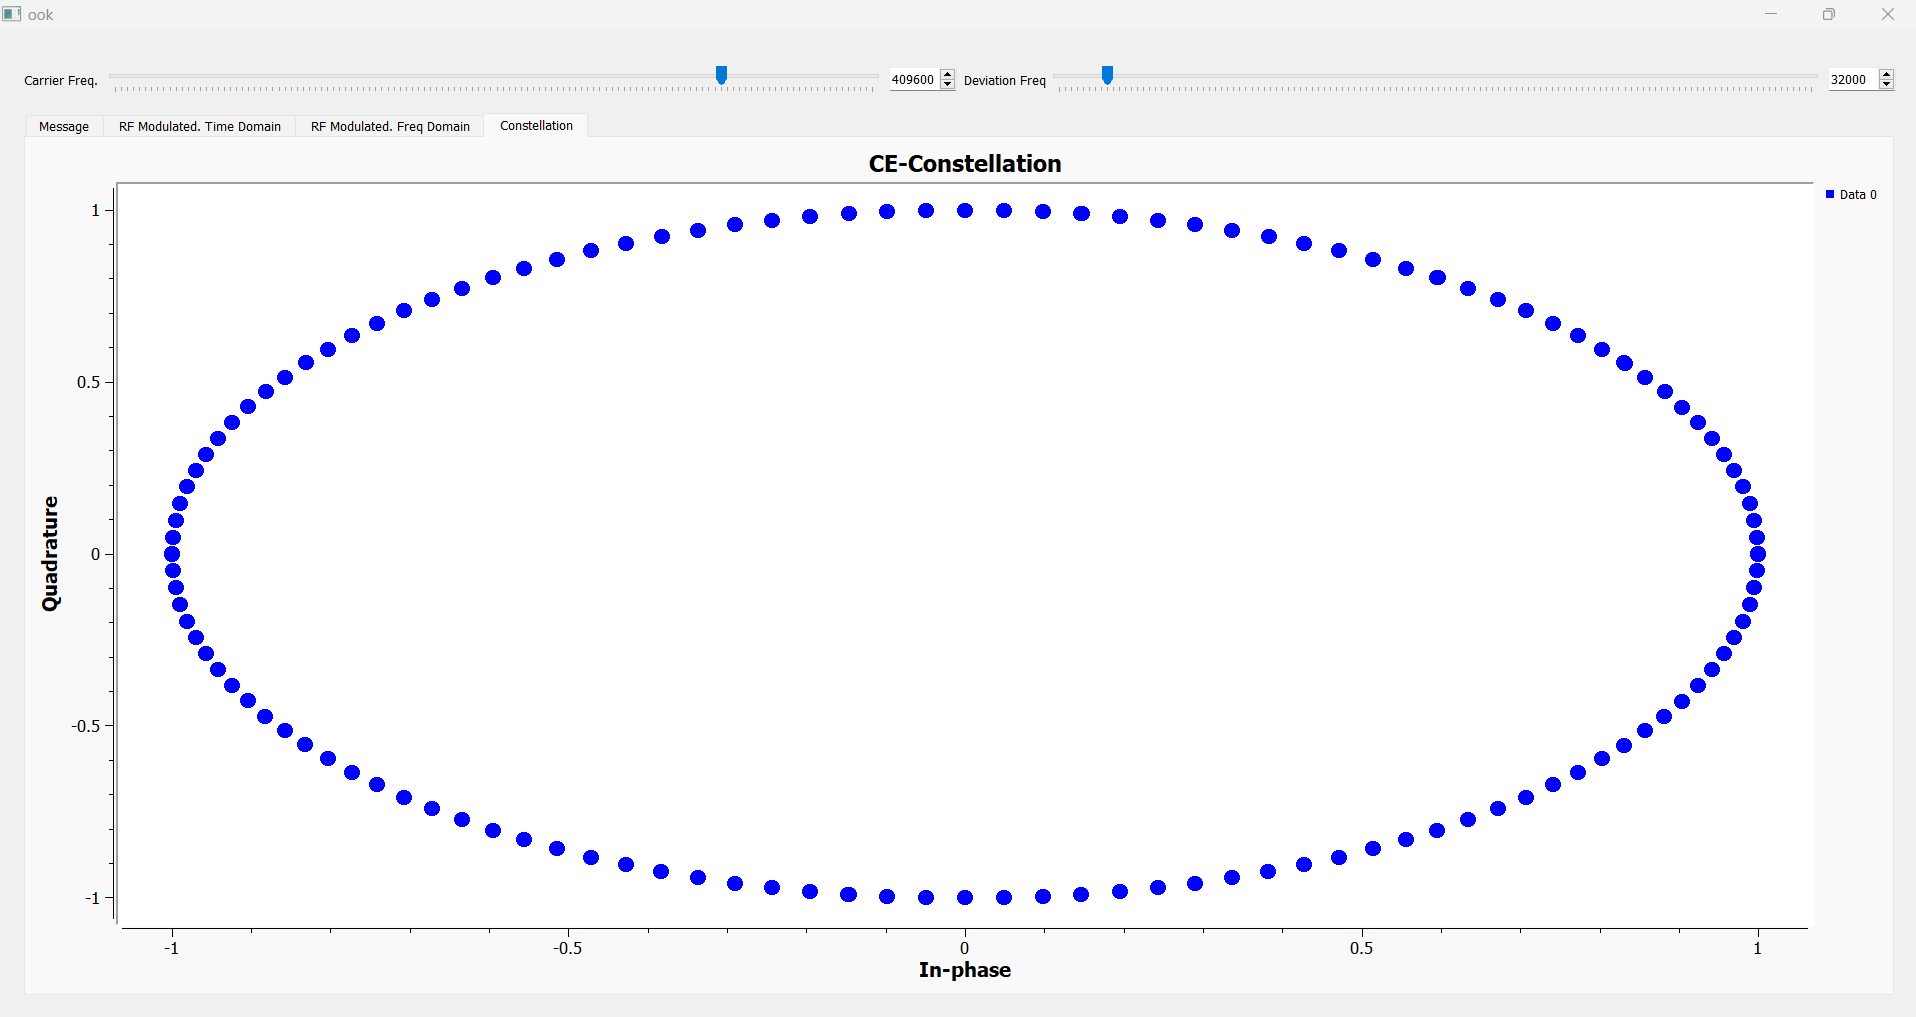 ook
Carrier Freq. 409600 Deviation Freq 32000
Message RF Modulated. Time Domain RF Modulated. Freq Domain Constellation
CE-Constellation
Data 0
1
0.5
0
-0.5
-1
Quadrature
-1 -0.5 0 0.5 1
In-phase